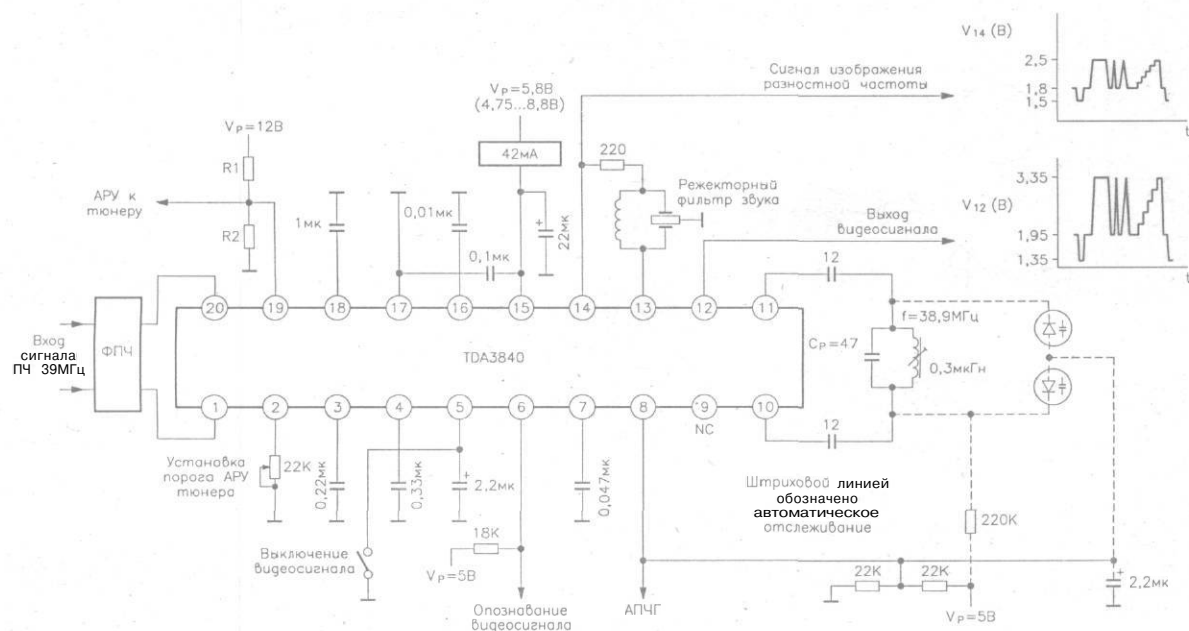 V₁₄ (В)
2,5
1,8
1,5
t
Сигнал изображения
разностной частоты
Vₚ=5,8В
(4,75...8,8В)
42мА
Vₚ=12В
R1
АРУ к
тюнеру
R2
1мк
0,01мк
0,1мк
+
22мк
220
Режекторный
фильтр звука
Выход
видеосигнала
V₁₂ (В)
3,35
1,95
1,35
t
20
19
18
17
16
15
14
13
12
11
12
Вход
сигнала
ПЧ 39МГц
ФПЧ
TDA3840
Cₚ=47
f=38,9МГц
0,3мкГн
1
2
3
4
5
6
7
8
9
10
NC
12
Установка
порога АРУ
тюнера
22К
0,22мк
0,33мк
+
2,2мк
0,047мк
Штриховой линией
обозначено
автоматическое
отслеживание
220К
Выключение
видеосигнала
18К
Vₚ=5В
Опознавание
видеосигнала
АПЧГ
22К
22К
Vₚ=5В
+
2,2мк